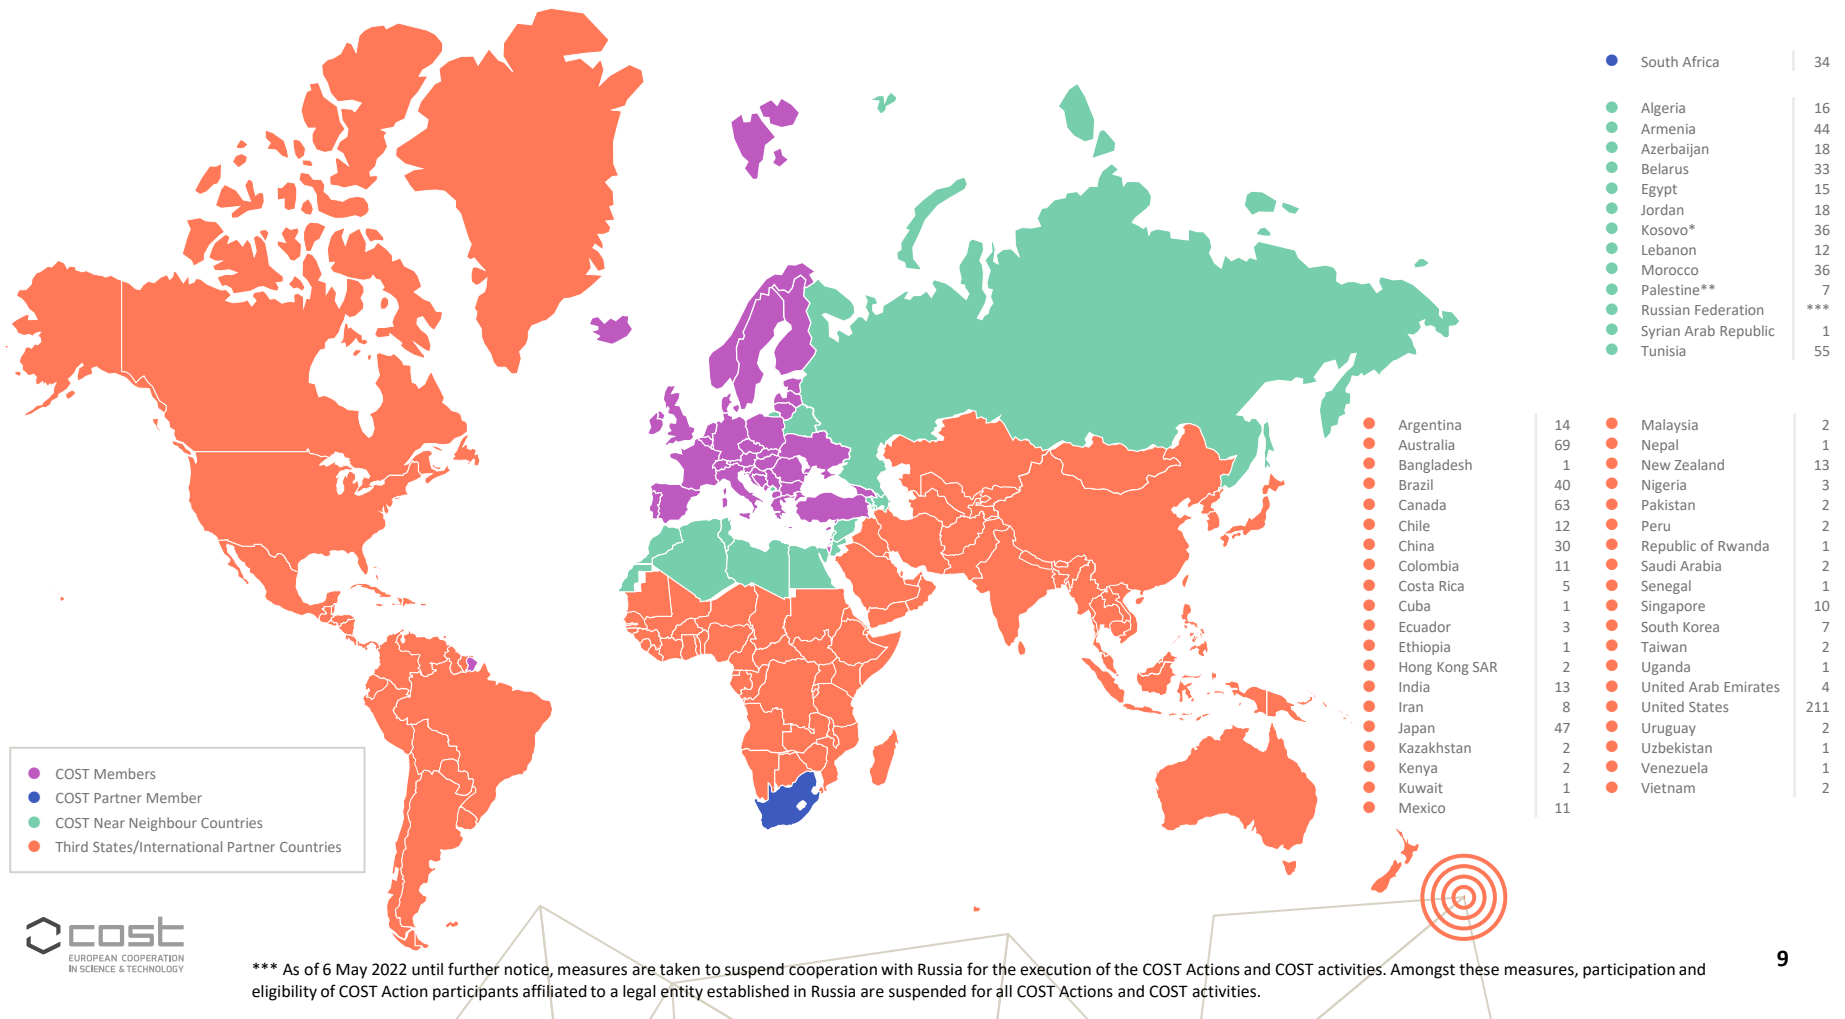 South Africa 34
Algeria 16
Armenia 44
Azerbaijan 18
Belarus 33
Egypt 15
Jordan 18
Kosovo* 36
Lebanon 12
Morocco 36
Palestine** 7
Russian Federation ***
Syrian Arab Republic 1
Tunisia 55
Argentina 14
Australia 69
Bangladesh 1
Brazil 40
Canada 63
Chile 12
China 30
Colombia 11
Costa Rica 5
Cuba 1
Ecuador 3
Ethiopia 1
Hong Kong SAR 2
India 13
Iran 8
Japan 47
Kazakhstan 2
Kenya 2
Kuwait 1
Mexico 11
Malaysia 2
Nepal 1
New Zealand 13
Nigeria 3
Pakistan 2
Peru 2
Republic of Rwanda 1
Saudi Arabia 2
Senegal 1
Singapore 10
South Korea 7
Taiwan 2
Uganda 1
United Arab Emirates 4
United States 211
Uruguay 2
Uzbekistan 1
Venezuela 1
Vietnam 2
COST Members
COST Partner Member
COST Near Neighbour Countries
Third States/International Partner Countries
cost
EUROPEAN COOPERATION
IN SCIENCE & TECHNOLOGY
*** As of 6 May 2022 until further notice, measures are taken to suspend cooperation with Russia for the execution of the COST Actions and COST activities. Amongst these measures, participation and
eligibility of COST Action participants affiliated to a legal entity established in Russia are suspended for all COST Actions and COST activities.
9